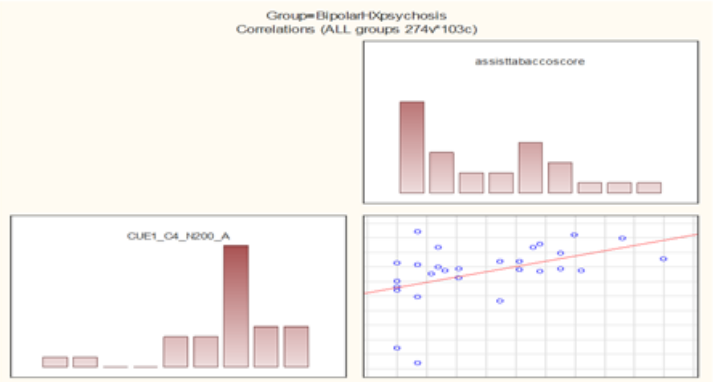 Group=BipolarHXpsychosis
Correlations (ALL groups 274v*103c)
assisttabaccoscore
CUE1_C4_N200_A